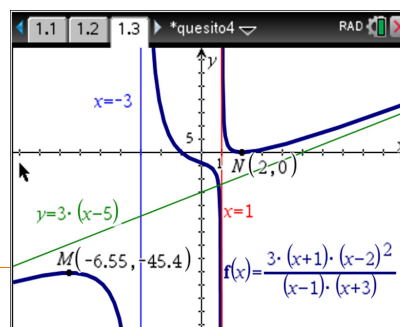 1.1 1.2 1.3 *quesito4 RAD
y
x=-3
5
1
N(2,0)
y=3·(x-5)
x=1
M(-6.55,-45.4)
f(x)=3·(x+1)·(x-2)²
(x-1)·(x+3)